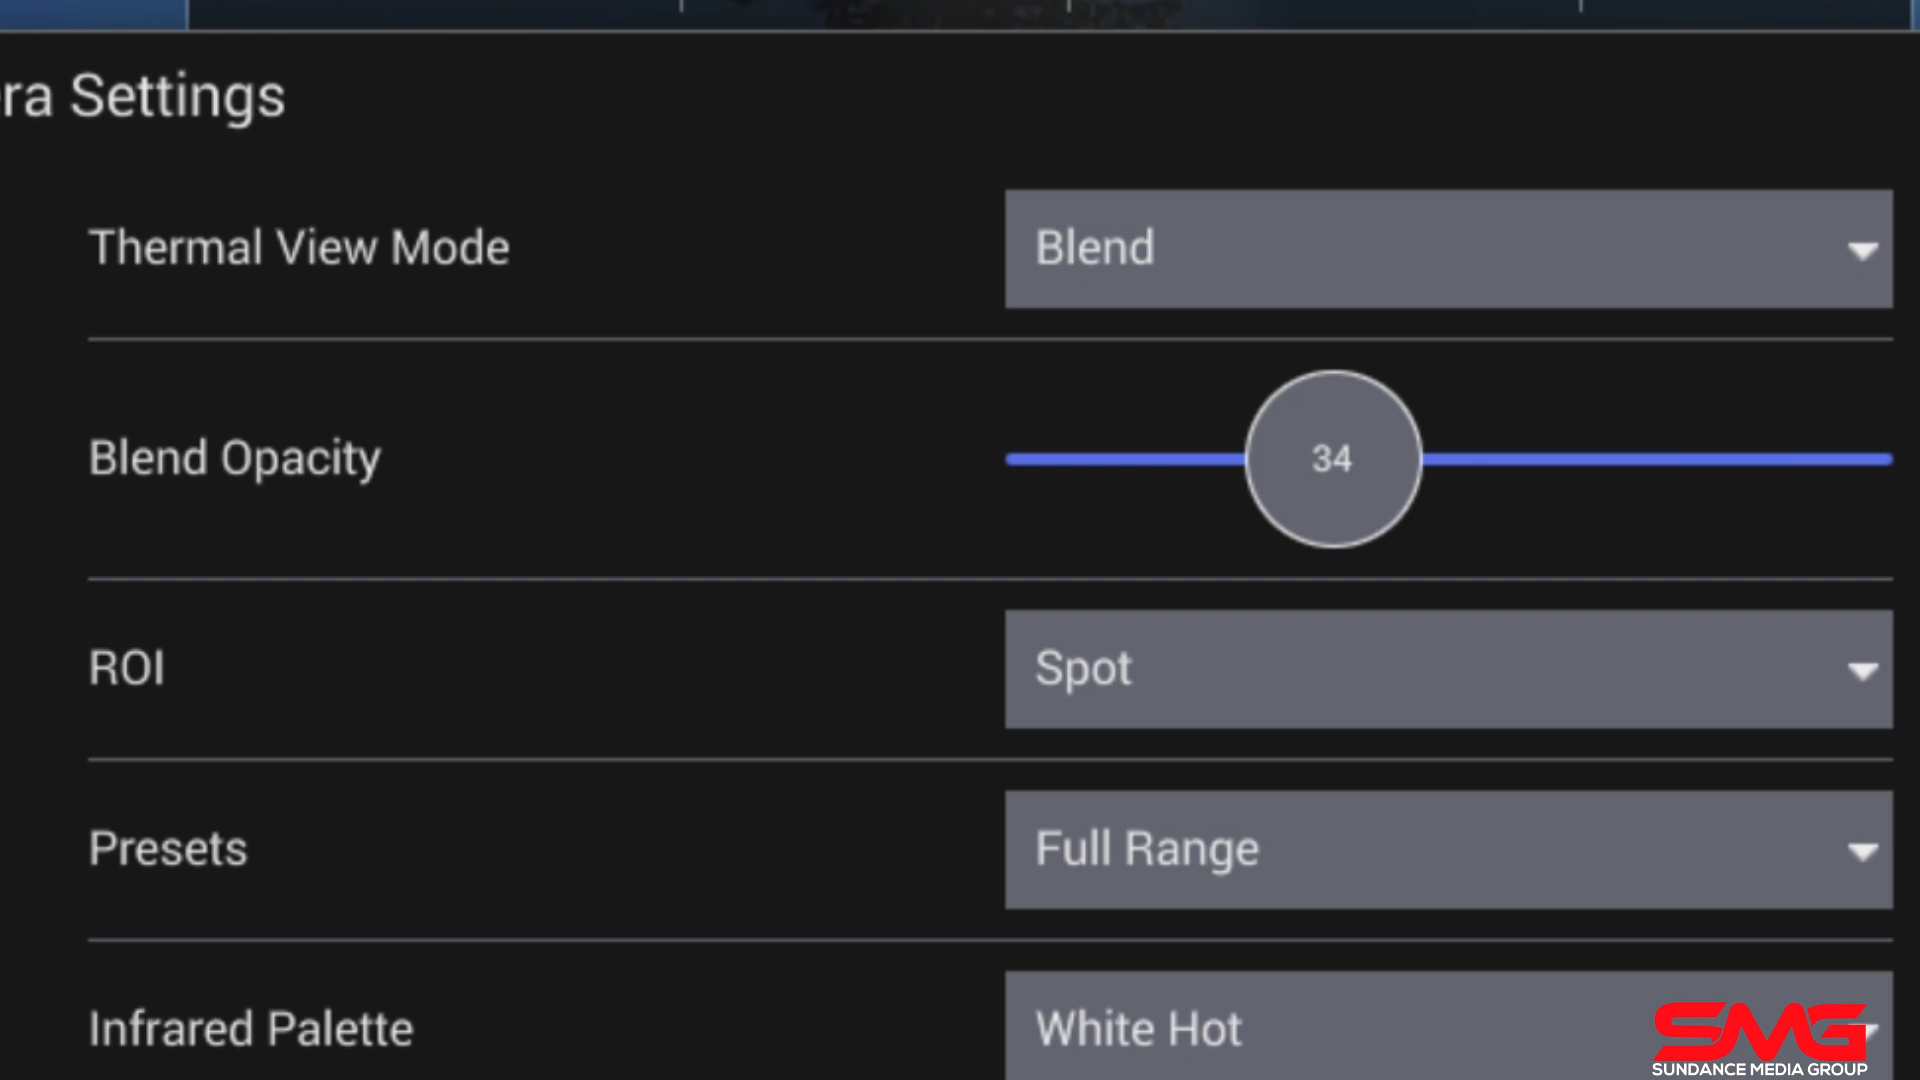 ra Settings
Thermal View Mode
Blend
Blend Opacity
34
ROI
Spot
Presets
Full Range
Infrared Palette
White Hot
SMG
SUNDANCE MEDIA GROUP